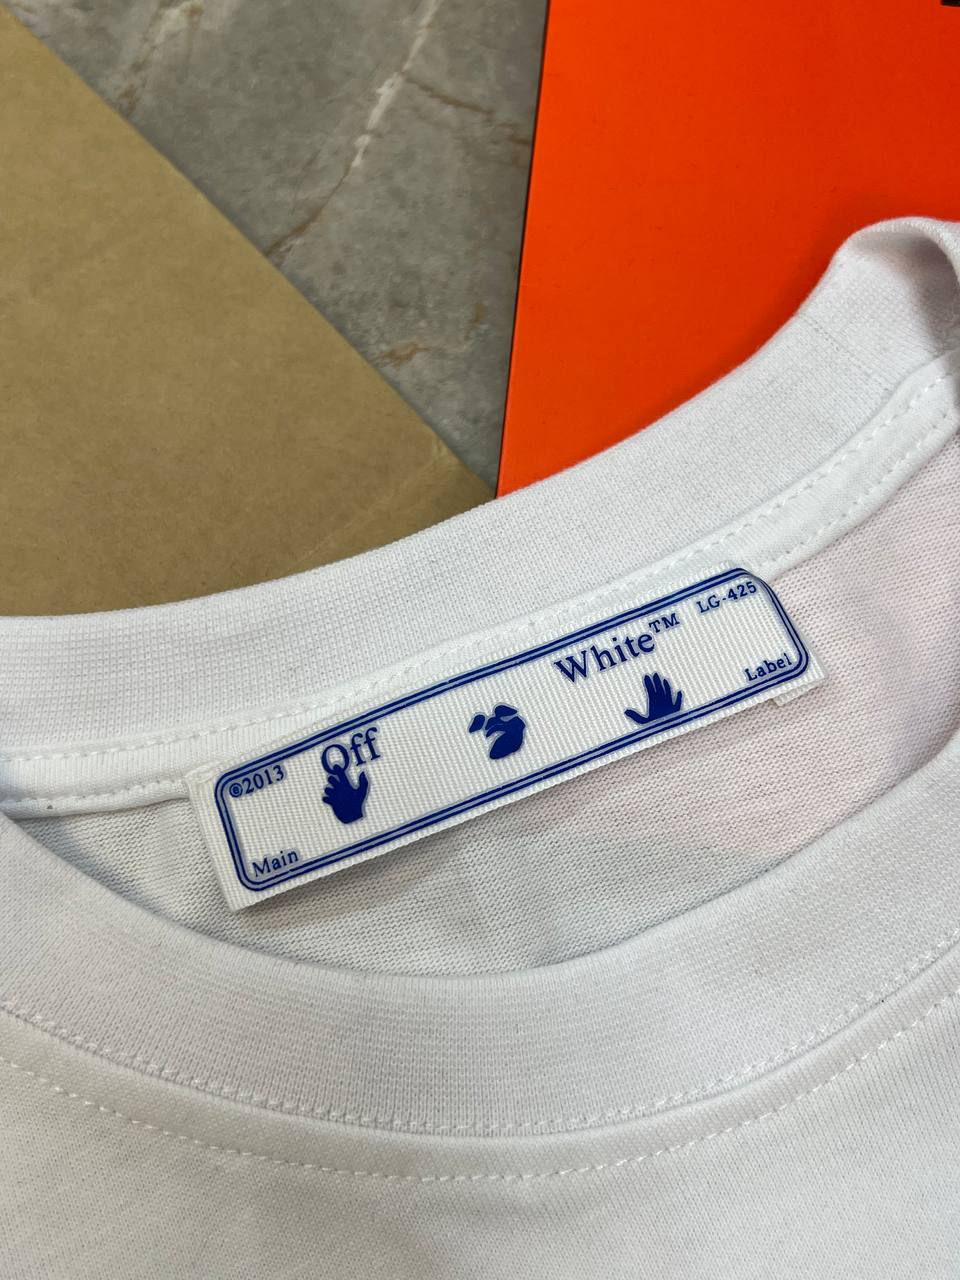 ©2013
Off
White™
LG-425
Main
Label